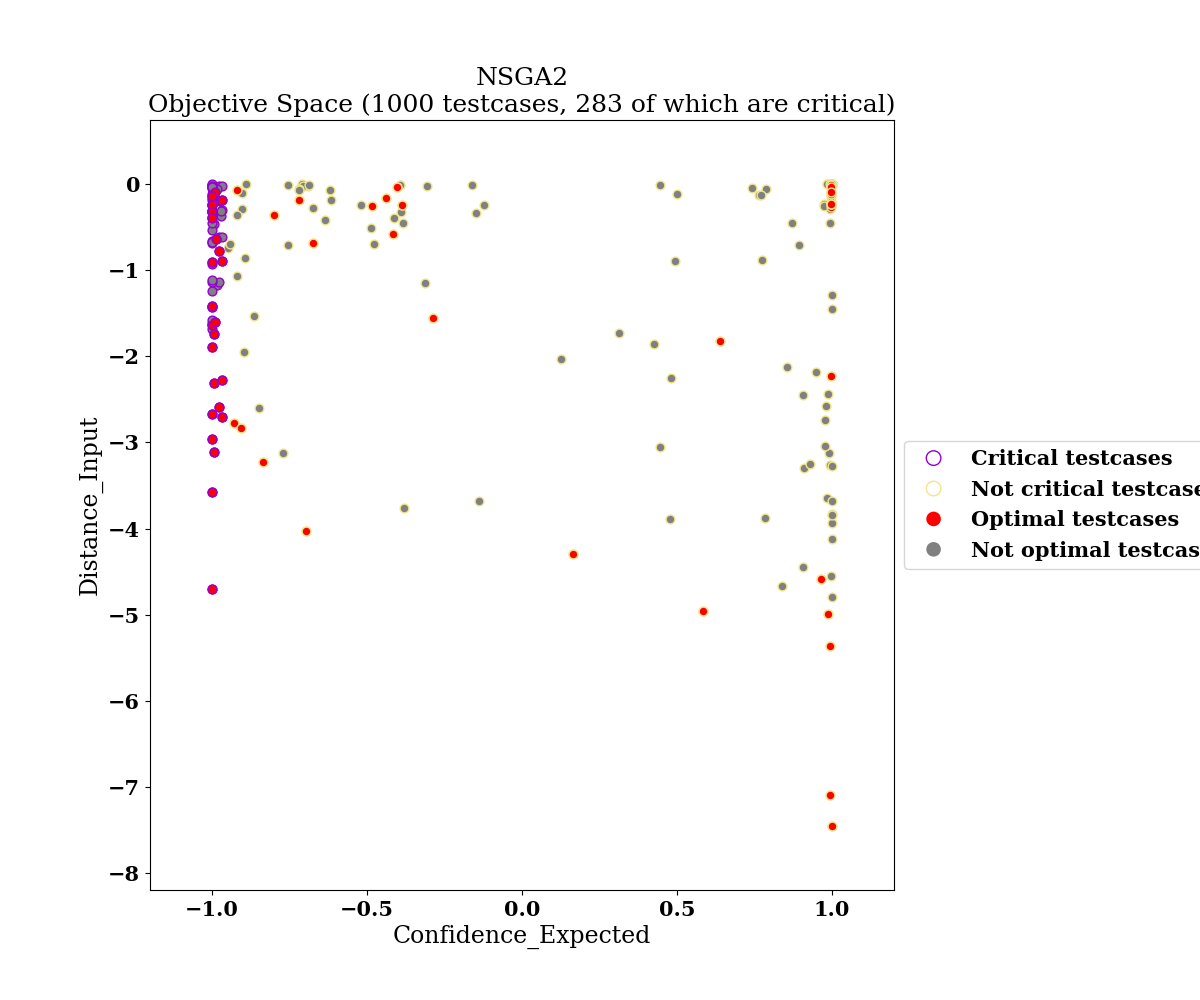 NSGA2
Objective Space (1000 testcases, 283 of which are critical)
0
−1
−2
−3
−4
−5
−6
−7
−8
Distance_Input
−1.0
−0.5
0.0
0.5
1.0
Confidence_Expected
Critical testcases
Not critical testcase
Optimal testcases
Not optimal testcas